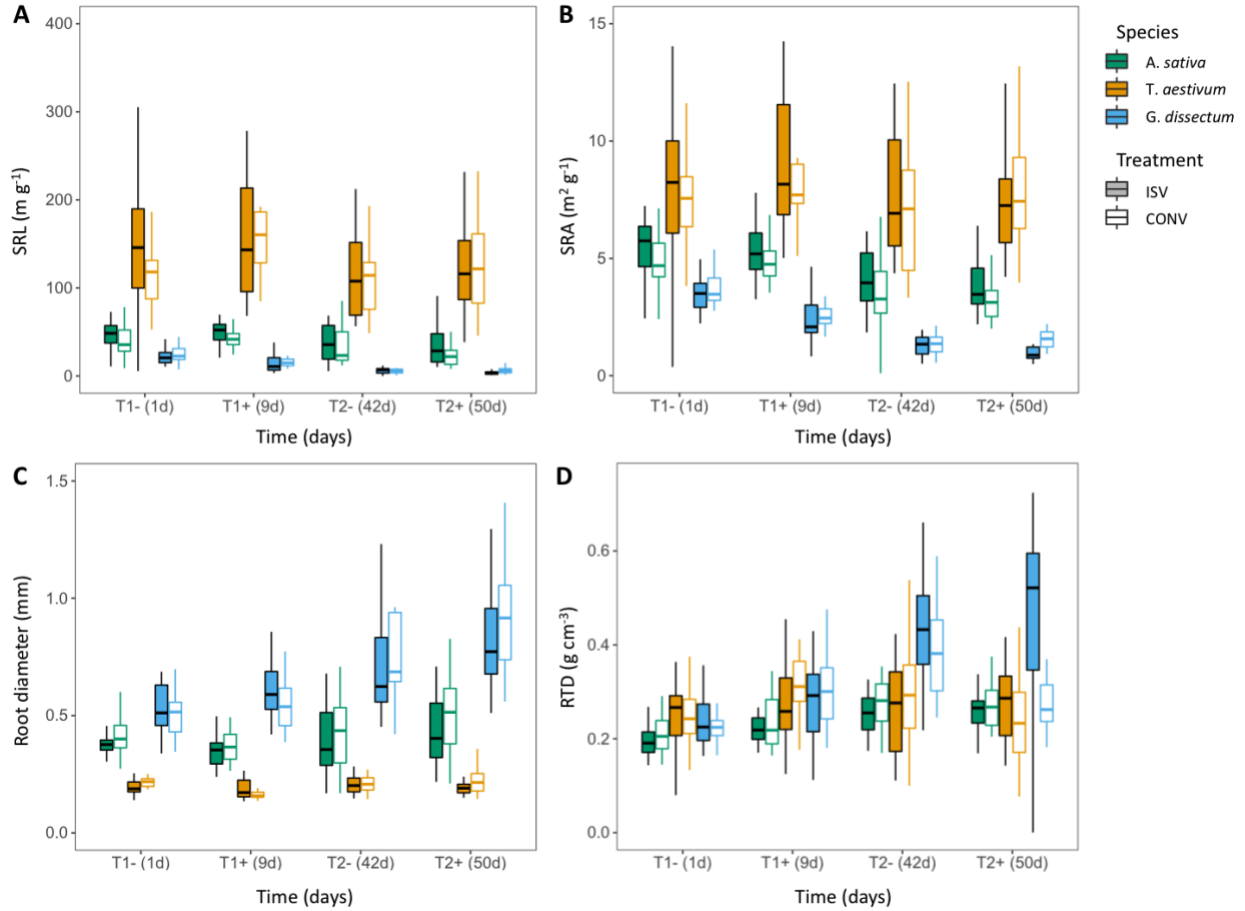 A
400
300
200
100
0
SRL (m g-1)
T1- (1d) T1+ (9d) T2- (42d) T2+ (50d)
Time (days)
B
15
10
5
0
SRA (m2 g-1)
T1- (1d) T1+ (9d) T2- (42d) T2+ (50d)
Time (days)
Species
A. sativa
T. aestivum
G. dissectum
Treatment
ISV
CONV
C
1.5
1.0
0.5
0.0
Root diameter (mm)
T1- (1d) T1+ (9d) T2- (42d) T2+ (50d)
Time (days)
D
0.6
0.4
0.2
0.0
RTD (g cm-3)
T1- (1d) T1+ (9d) T2- (42d) T2+ (50d)
Time (days)